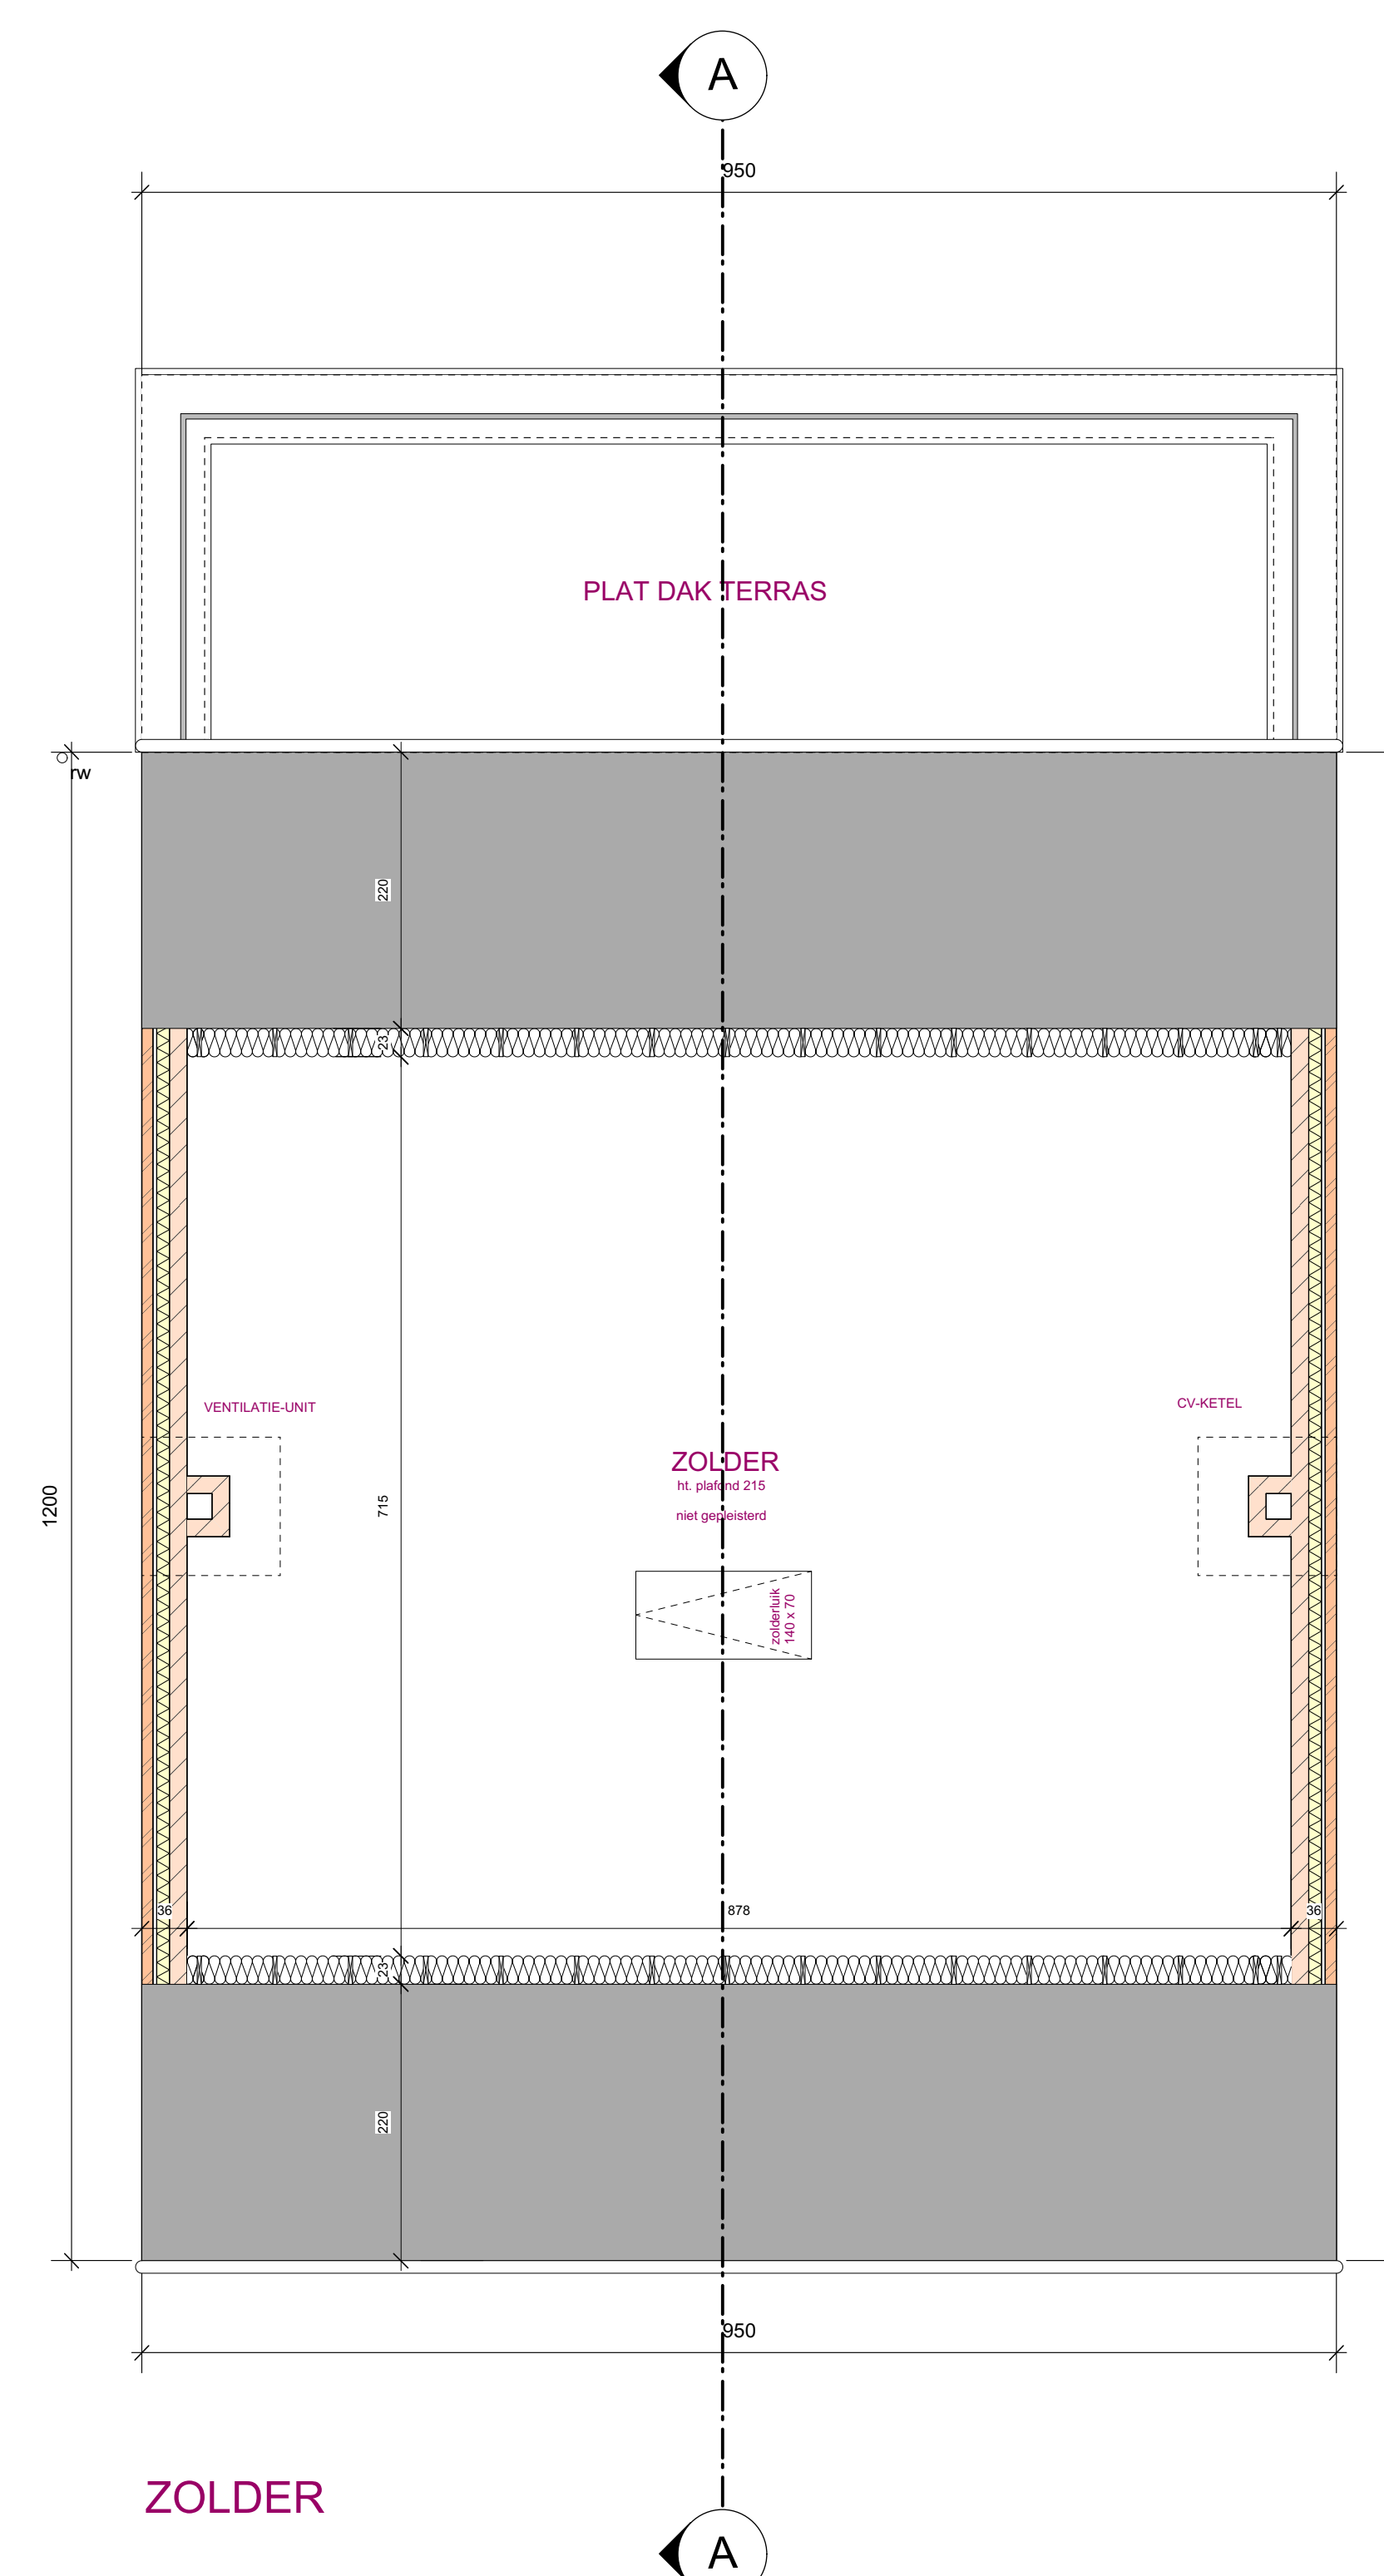 A
950
PLAT DAK TERRAS
rw
220
23
VENTILATIE-UNIT
CV-KETEL
ZOLDER
ht. plafond 215
niet gepleisterd
1200
715
zolderluik
140 x 70
36
878
36
23
220
950
ZOLDER
A